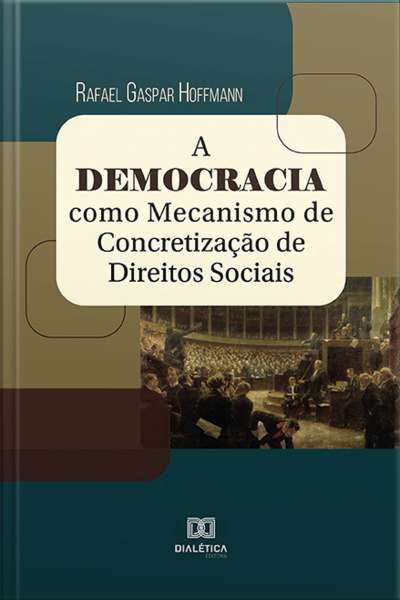 Rafael Gaspar Hoffmann
A
DEMOCRACIA
como Mecanismo de
Concretização de
Direitos Sociais
DIALÉTICA
EDITORA